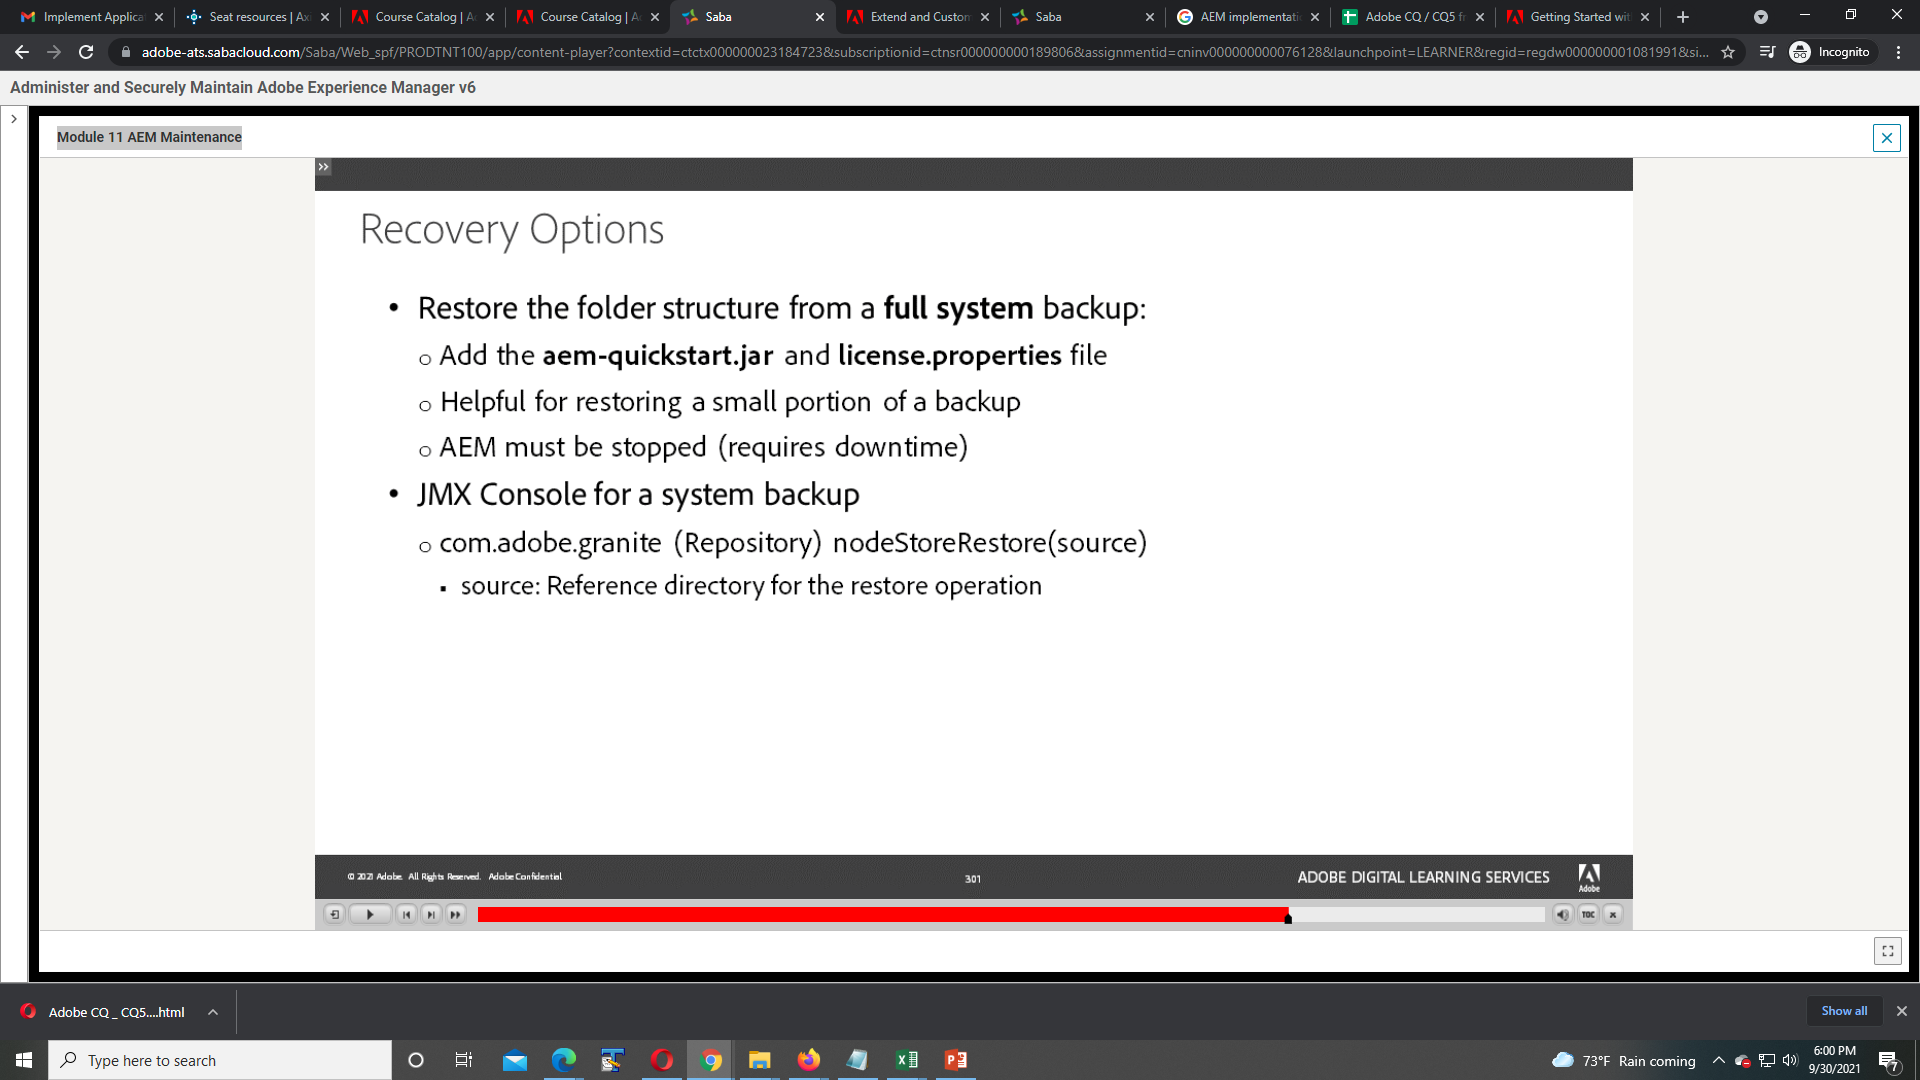 Implement Applica
Seat resources | Ax
Course Catalog | A
Course Catalog | A
Saba
Extend and Custom
Saba
AEM implementati
Adobe CQ / CQ5 f
Getting Started wit
adobe-ats.sabacloud.com/Saba/Web_spf/PRODTNT100/app/content-player?contextid=ctctx000000023184723&subscriptionid=ctnsr000000000189806&assignmentid=cninv000000000076128&launchpoint=LEARNER&regid=regdw000000001081991&si...
Incognito
Administer and Securely Maintain Adobe Experience Manager v6
Module 11 AEM Maintenance
Recovery Options
• Restore the folder structure from a full system backup:
o Add the aem-quickstart.jar and license.properties file
o Helpful for restoring a small portion of a backup
o AEM must be stopped (requires downtime)
• JMX Console for a system backup
o com.adobe.granite (Repository) nodeStoreRestore(source)
▪ source: Reference directory for the restore operation
© 2021 Adobe. All Rights Reserved. Adobe Confidential
301
ADOBE DIGITAL LEARNING SERVICES
Adobe
TOC
Adobe CQ _ CQ5....html
Show all
Type here to search
73°F Rain coming
6:00 PM
9/30/2021
7